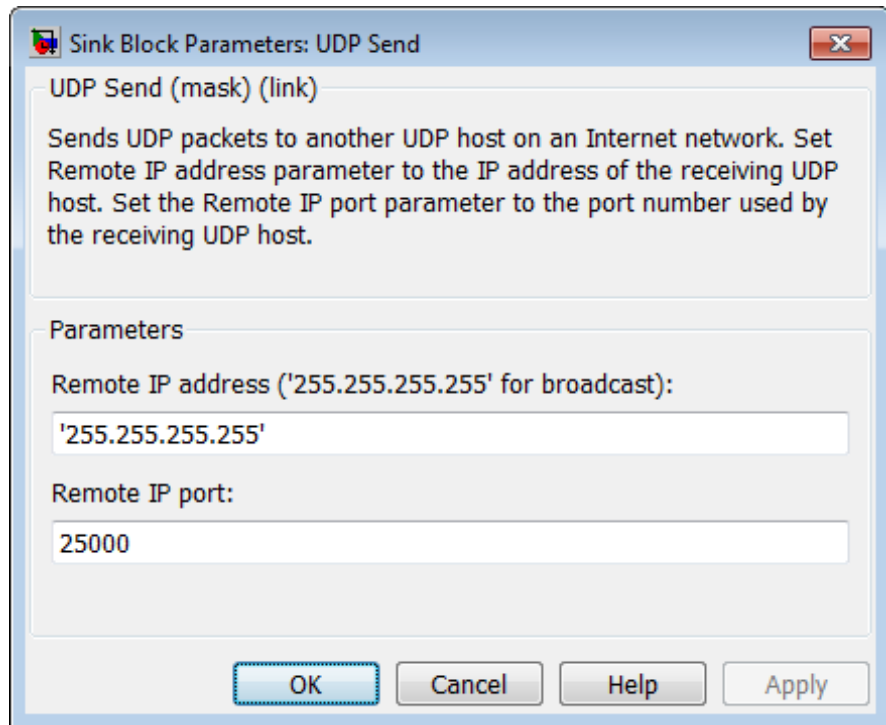 Sink Block Parameters: UDP Send
UDP Send (mask) (link)
Sends UDP packets to another UDP host on an Internet network. Set
Remote IP address parameter to the IP address of the receiving UDP
host. Set the Remote IP port parameter to the port number used by
the receiving UDP host.
Parameters
Remote IP address ('255.255.255.255' for broadcast):
'255.255.255.255'
Remote IP port:
25000
OK Cancel Help Apply